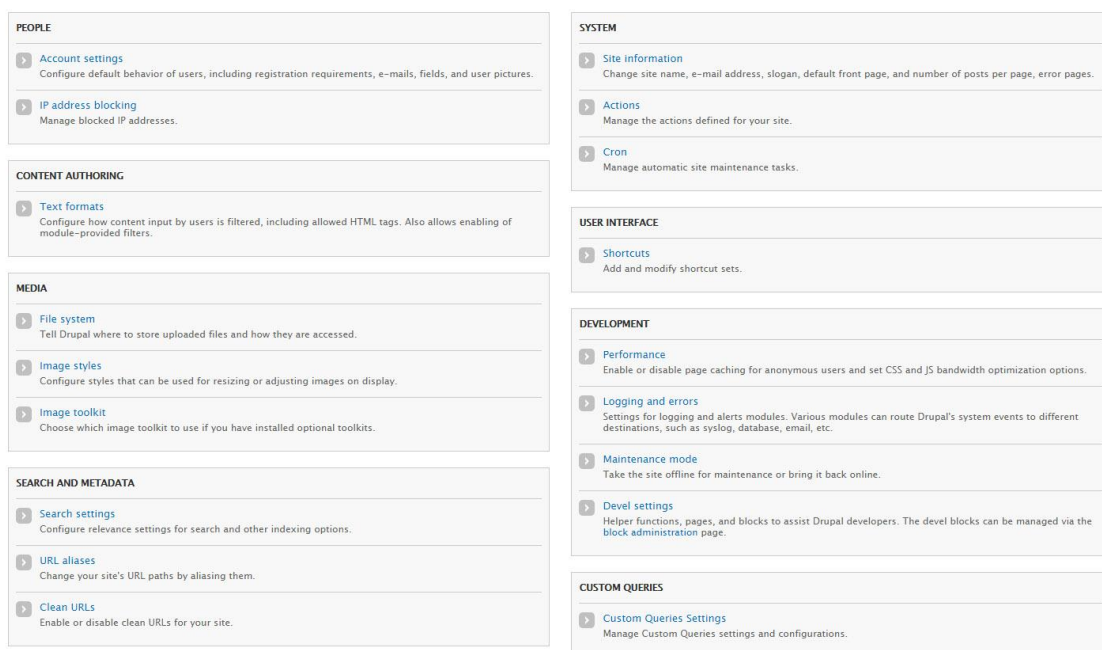 PEOPLE
Account settings
Configure default behavior of users, including registration requirements, e-mails, fields, and user pictures.
IP address blocking
Manage blocked IP addresses.
CONTENT AUTHORING
Text formats
Configure how content input by users is filtered, including allowed HTML tags. Also allows enabling of
module-provided filters.
MEDIA
File system
Tell Drupal where to store uploaded files and how they are accessed.
Image styles
Configure styles that can be used for resizing or adjusting images on display.
Image toolkit
Choose which image toolkit to use if you have installed optional toolkits.
SEARCH AND METADATA
Search settings
Configure relevance settings for search and other indexing options.
URL aliases
Change your site's URL paths by aliasing them.
Clean URLs
Enable or disable clean URLs for your site.
SYSTEM
Site information
Change site name, e-mail address, slogan, default front page, and number of posts per page, error pages.
Actions
Manage the actions defined for your site.
Cron
Manage automatic site maintenance tasks.
USER INTERFACE
Shortcuts
Add and modify shortcut sets.
DEVELOPMENT
Performance
Enable or disable page caching for anonymous users and set CSS and JS bandwidth optimization options.
Logging and errors
Settings for logging and alerts modules. Various modules can route Drupal's system events to different
destinations, such as syslog, database, email, etc.
Maintenance mode
Take the site offline for maintenance or bring it back online.
Devel settings
Helper functions, pages, and blocks to assist Drupal developers. The devel blocks can be managed via the
block administration page.
CUSTOM QUERIES
Custom Queries Settings
Manage Custom Queries settings and configurations.